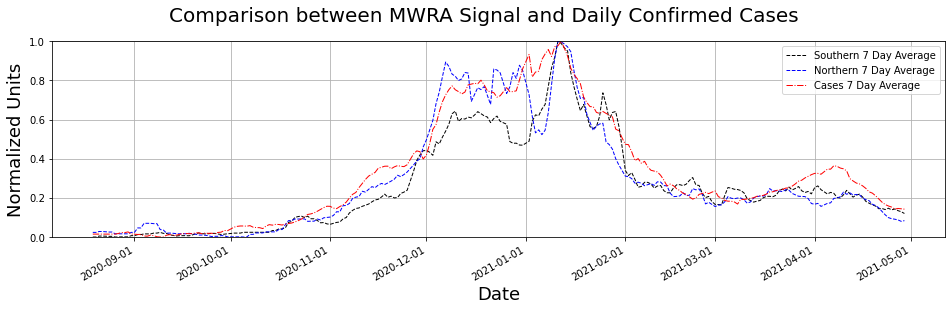 Comparison between MWRA Signal and Daily Confirmed Cases
Normalized Units
1.0
0.8
0.6
0.4
0.2
0.0
Southern 7 Day Average
Northern 7 Day Average
Cases 7 Day Average
2020-09-01
2020-10-01
2020-11-01
2020-12-01
2021-01-01
2021-02-01
2021-03-01
2021-04-01
2021-05-01
Date